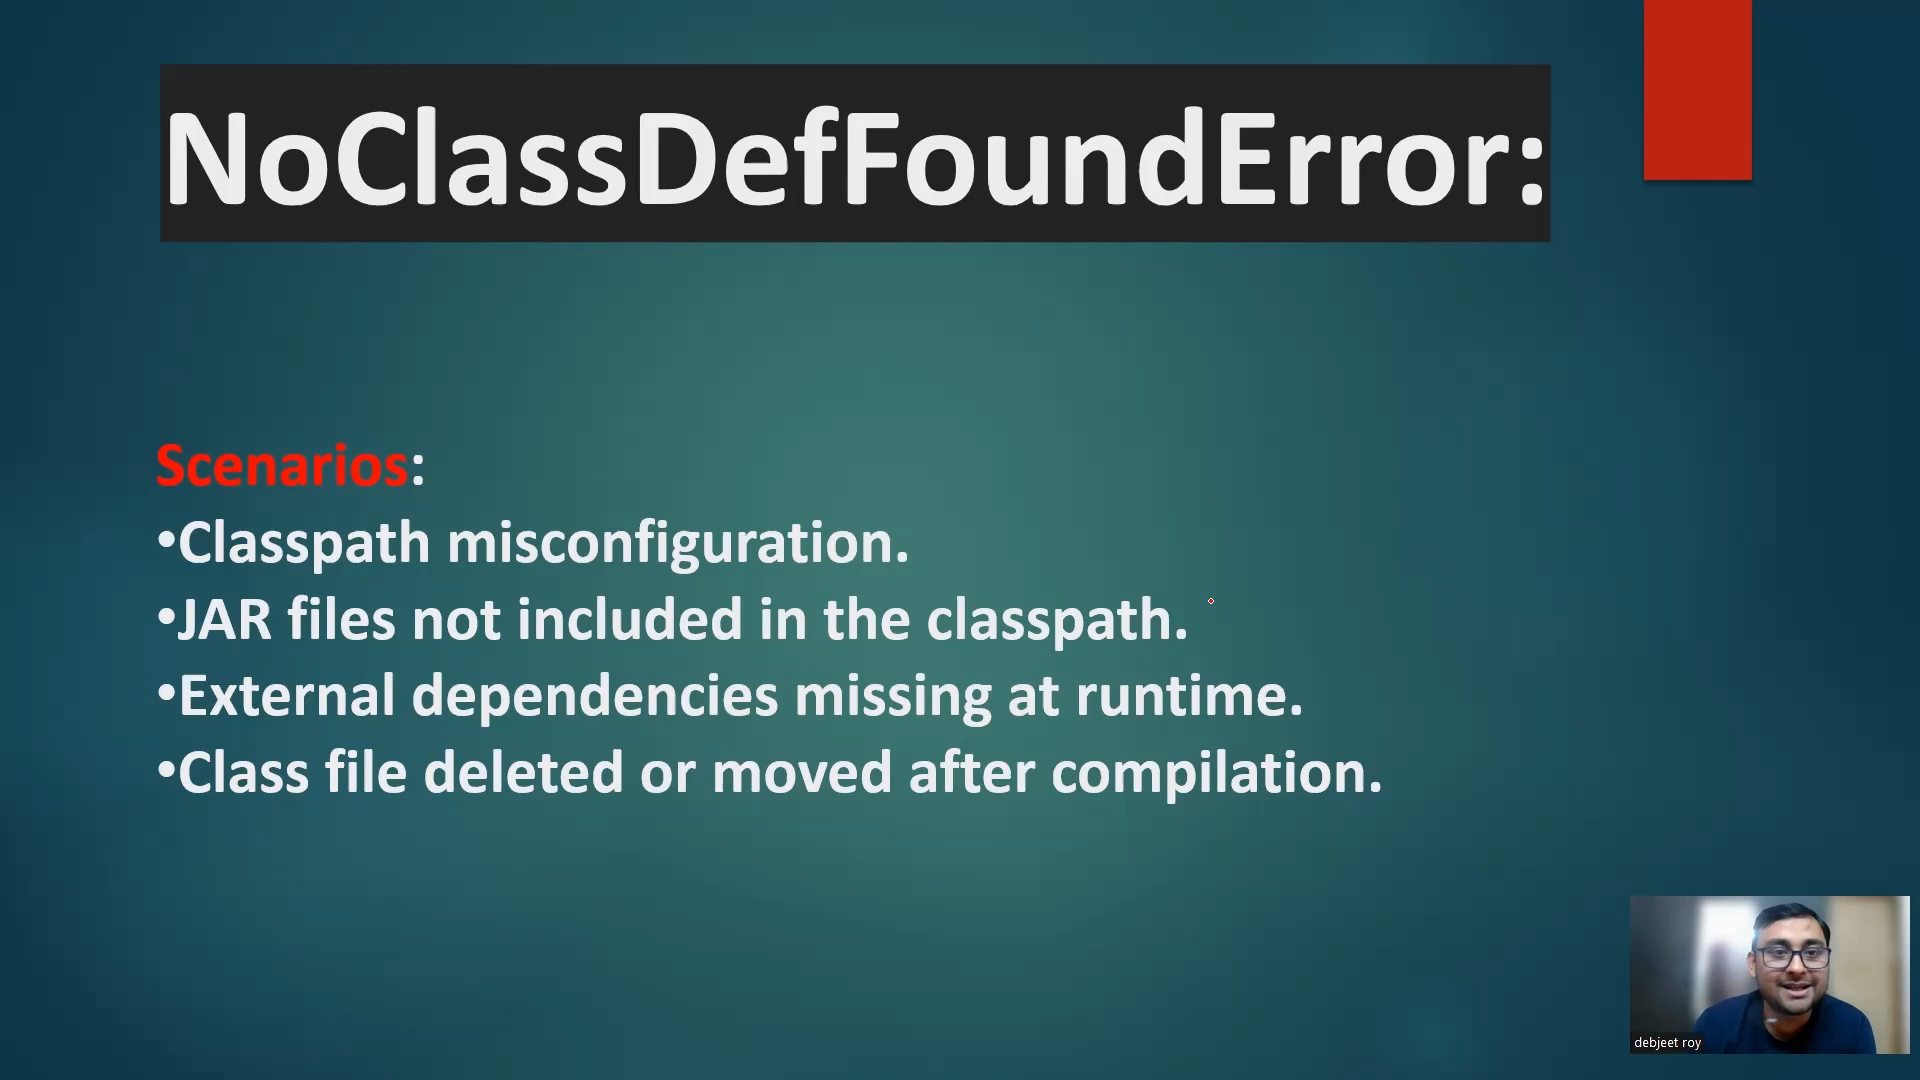 NoClassDefFoundError:
Scenarios:
•Classpath misconfiguration.
•JAR files not included in the classpath.
•External dependencies missing at runtime.
•Class file deleted or moved after compilation.
debjeet roy